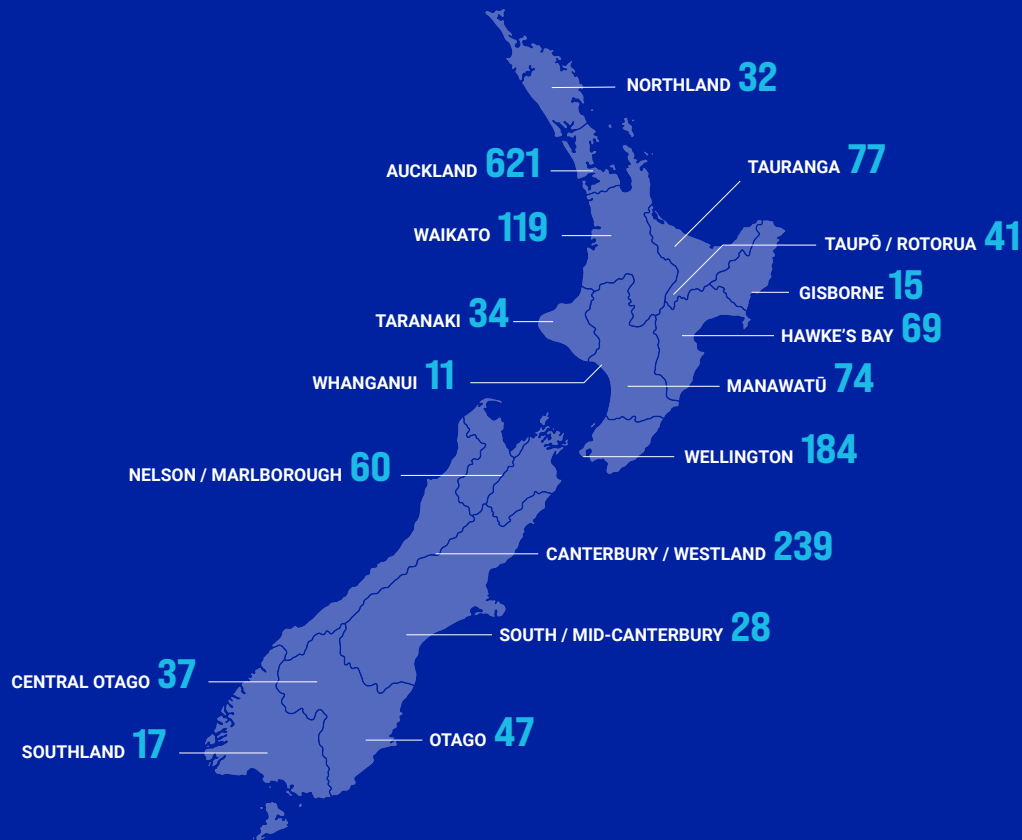 NORTHLAND 32
AUCKLAND 621
TAURANGA 77
WAIKATO 119
TAUPŌ / ROTORUA 41
GISBORNE 15
TARANAKI 34
HAWKE'S BAY 69
WHANGANUI 11
MANAWATŪ 74
WELLINGTON 184
NELSON / MARLBOROUGH 60
CANTERBURY / WESTLAND 239
SOUTH / MID-CANTERBURY 28
CENTRAL OTAGO 37
OTAGO 47
SOUTHLAND 17